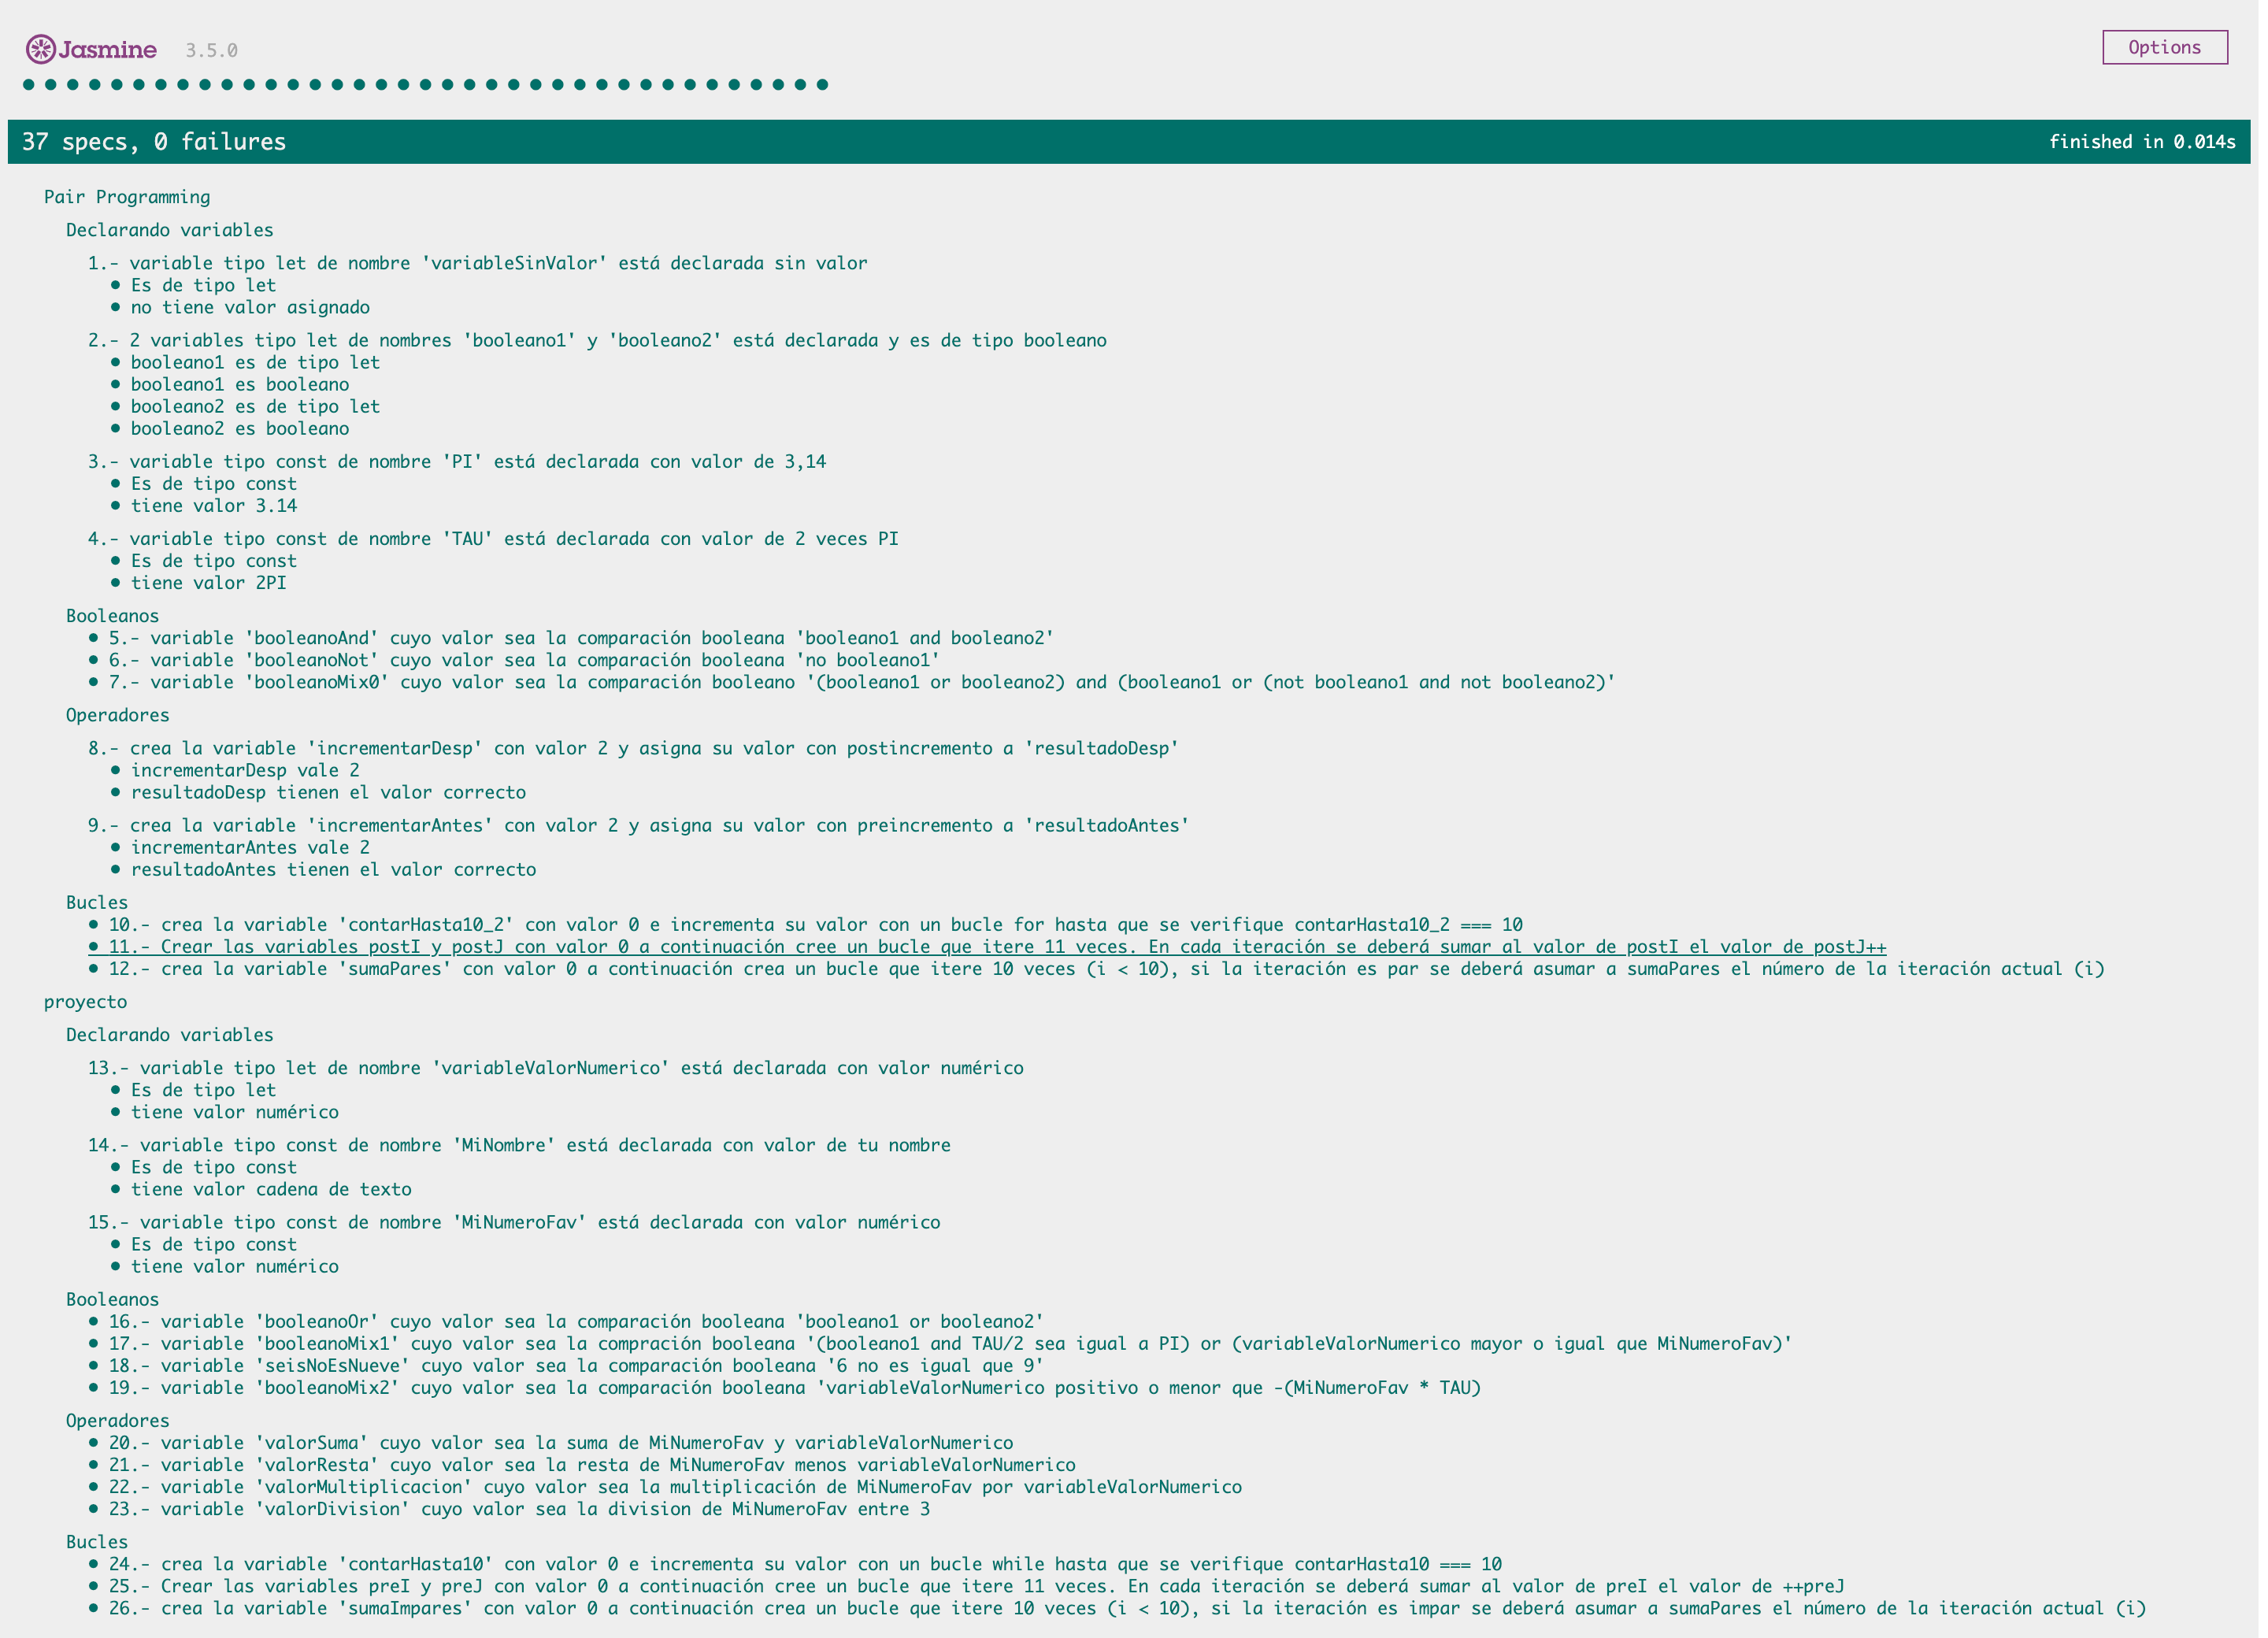 Jasmine 3.5.0
Options
37 specs, 0 failures
finished in 0.014s
Pair Programming
Declarando variables
1.- variable tipo let de nombre 'variableSinValor' está declarada sin valor
• Es de tipo let
• no tiene valor asignado
2.- 2 variables tipo let de nombres 'booleano1' y 'booleano2' está declarada y es de tipo booleano
• booleano1 es de tipo let
• booleano1 es booleano
• booleano2 es de tipo let
• booleano2 es booleano
3.- variable tipo const de nombre 'PI' está declarada con valor de 3,14
• Es de tipo const
• tiene valor 3.14
4.- variable tipo const de nombre 'TAU' está declarada con valor de 2 veces PI
• Es de tipo const
• tiene valor 2PI
Booleanos
• 5.- variable 'booleanoAnd' cuyo valor sea la comparación booleana 'booleano1 and booleano2'
• 6.- variable 'booleanoNot' cuyo valor sea la comparación booleana 'no booleano1'
• 7.- variable 'booleanoMix0' cuyo valor sea la comparación booleano '(booleano1 or booleano2) and (booleano1 or (not booleano1 and not booleano2)'
Operadores
8.- crea la variable 'incrementarDesp' con valor 2 y asigna su valor con postincremento a 'resultadoDesp'
• incrementarDesp vale 2
• resultadoDesp tienen el valor correcto
9.- crea la variable 'incrementarAntes' con valor 2 y asigna su valor con preincremento a 'resultadoAntes'
• incrementarAntes vale 2
• resultadoAntes tienen el valor correcto
Bucles
• 10.- crea la variable 'contarHasta10_2' con valor 0 e incrementa su valor con un bucle for hasta que se verifique contarHasta10_2 === 10
• 11.- Crear las variables postI y postJ con valor 0 a continuación cree un bucle que itere 11 veces. En cada iteración se deberá sumar al valor de postI el valor de postJ++
• 12.- crea la variable 'sumaPares' con valor 0 a continuación crea un bucle que itere 10 veces (i < 10), si la iteración es par se deberá asumar a sumaPares el número de la iteración actual (i)
proyecto
Declarando variables
13.- variable tipo let de nombre 'variableValorNumerico' está declarada con valor numérico
• Es de tipo let
• tiene valor numérico
14.- variable tipo const de nombre 'MiNombre' está declarada con valor de tu nombre
• Es de tipo const
• tiene valor cadena de texto
15.- variable tipo const de nombre 'MiNumeroFav' está declarada con valor numérico
• Es de tipo const
• tiene valor numérico
Booleanos
• 16.- variable 'booleanoOr' cuyo valor sea la comparación booleana 'booleano1 or booleano2'
• 17.- variable 'booleanoMix1' cuyo valor sea la compración booleana '(booleano1 and TAU/2 sea igual a PI) or (variableValorNumerico mayor o igual que MiNumeroFav)'
• 18.- variable 'seisNoEsNueve' cuyo valor sea la comparación booleana '6 no es igual que 9'
• 19.- variable 'booleanoMix2' cuyo valor sea la comparación booleana 'variableValorNumerico positivo o menor que -(MiNumeroFav * TAU)
Operadores
• 20.- variable 'valorSuma' cuyo valor sea la suma de MiNumeroFav y variableValorNumerico
• 21.- variable 'valorResta' cuyo valor sea la resta de MiNumeroFav menos variableValorNumerico
• 22.- variable 'valorMultiplicacion' cuyo valor sea la multiplicación de MiNumeroFav por variableValorNumerico
• 23.- variable 'valorDivision' cuyo valor sea la division de MiNumeroFav entre 3
Bucles
• 24.- crea la variable 'contarHasta10' con valor 0 e incrementa su valor con un bucle while hasta que se verifique contarHasta10 === 10
• 25.- Crear las variables preI y preJ con valor 0 a continuación cree un bucle que itere 11 veces. En cada iteración se deberá sumar al valor de preI el valor de ++preJ
• 26.- crea la variable 'sumaImpares' con valor 0 a continuación crea un bucle que itere 10 veces (i < 10), si la iteración es impar se deberá asumar a sumaPares el número de la iteración actual (i)